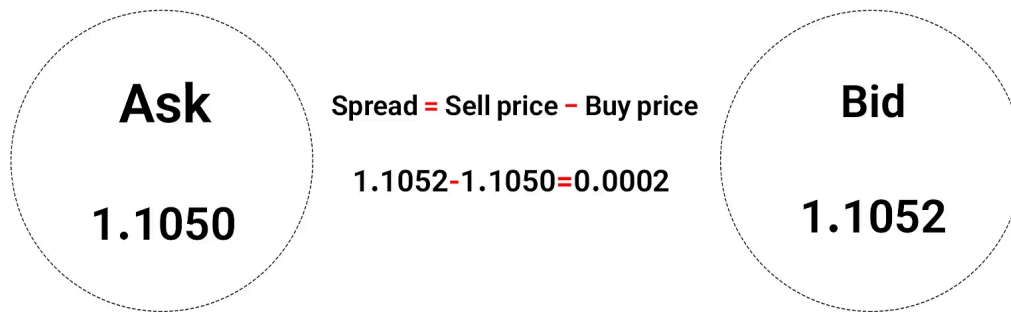 Ask
1.1050
Spread = Sell price − Buy price
1.1052-1.1050=0.0002
Bid
1.1052